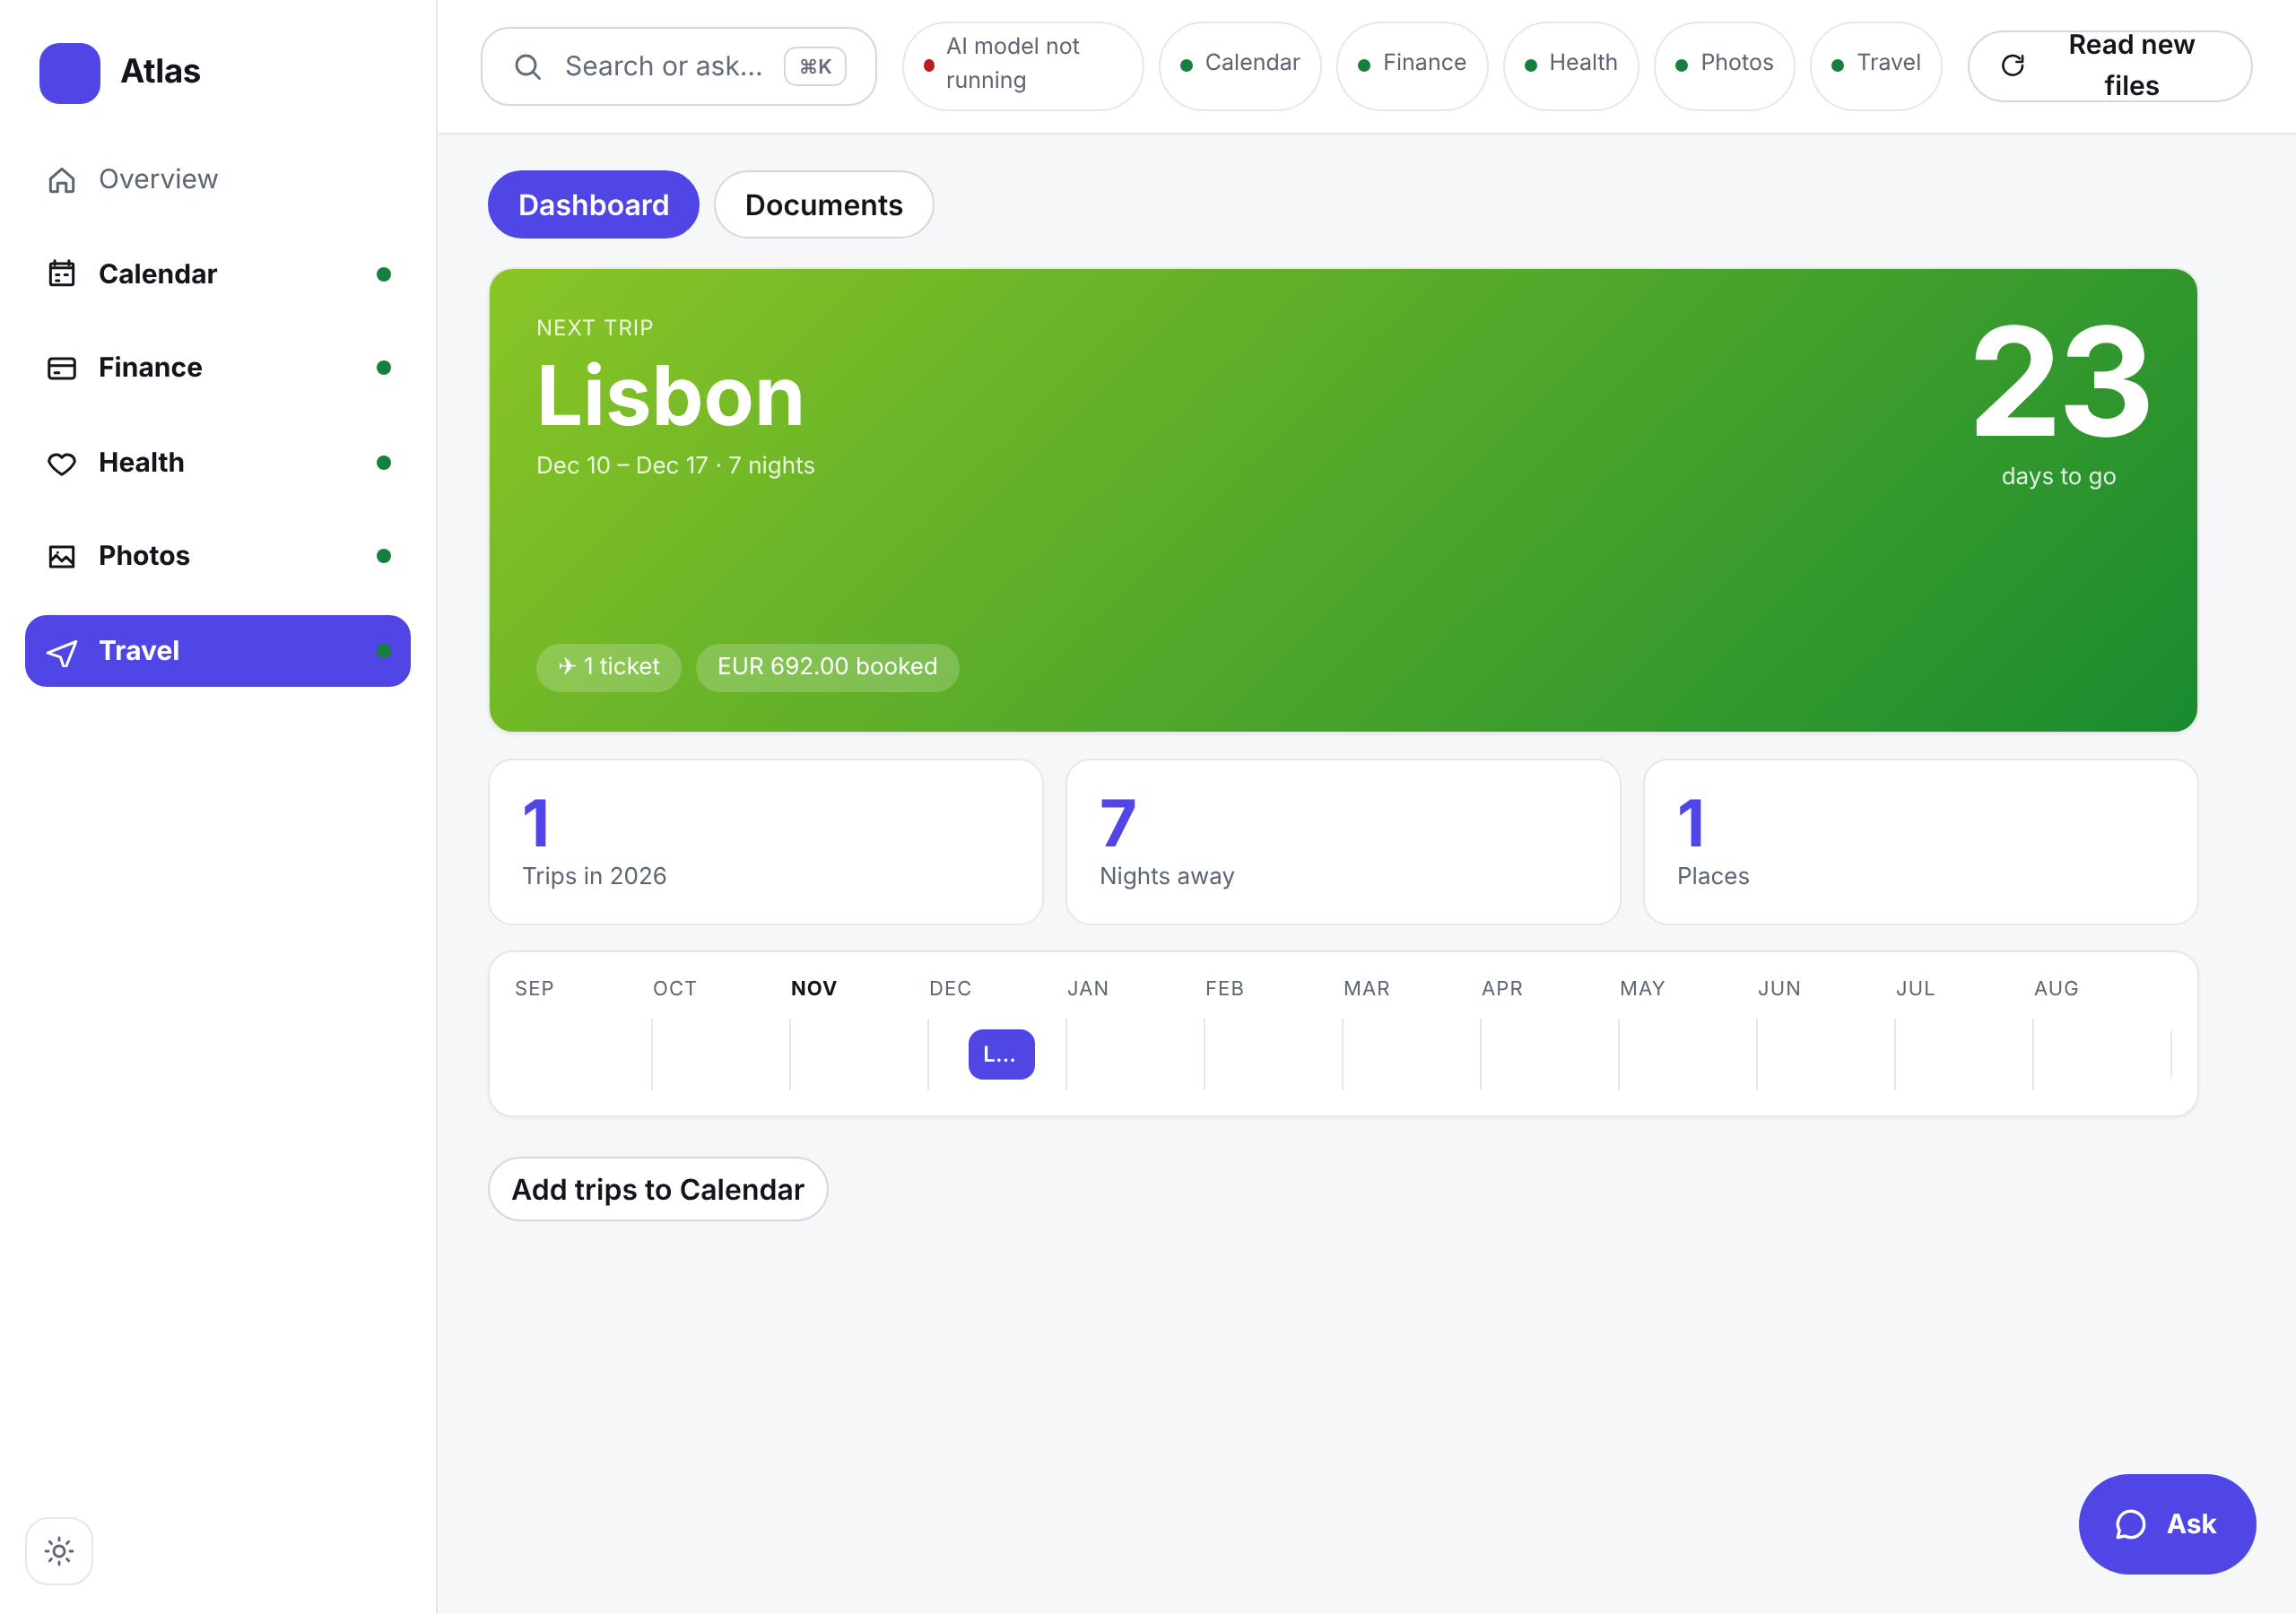 Atlas
Overview
Calendar
Finance
Health
Photos
Travel
Search or ask...
⌘K
AI model not
running
Calendar
Finance
Health
Photos
Travel
Read new
files
Dashboard
Documents
NEXT TRIP
Lisbon
Dec 10 – Dec 17 · 7 nights
23
days to go
✈ 1 ticket
EUR 692.00 booked
1
Trips in 2026
7
Nights away
1
Places
SEP OCT NOV DEC JAN FEB MAR APR MAY JUN JUL AUG
L...
Add trips to Calendar
Ask